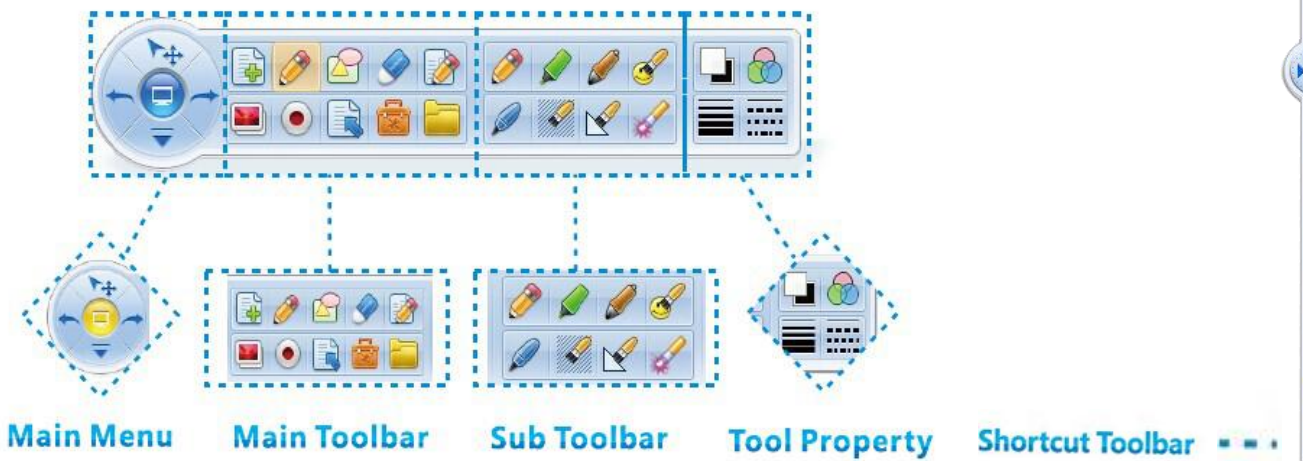 Main Menu
Main Toolbar
Sub Toolbar
Tool Property
Shortcut Toolbar